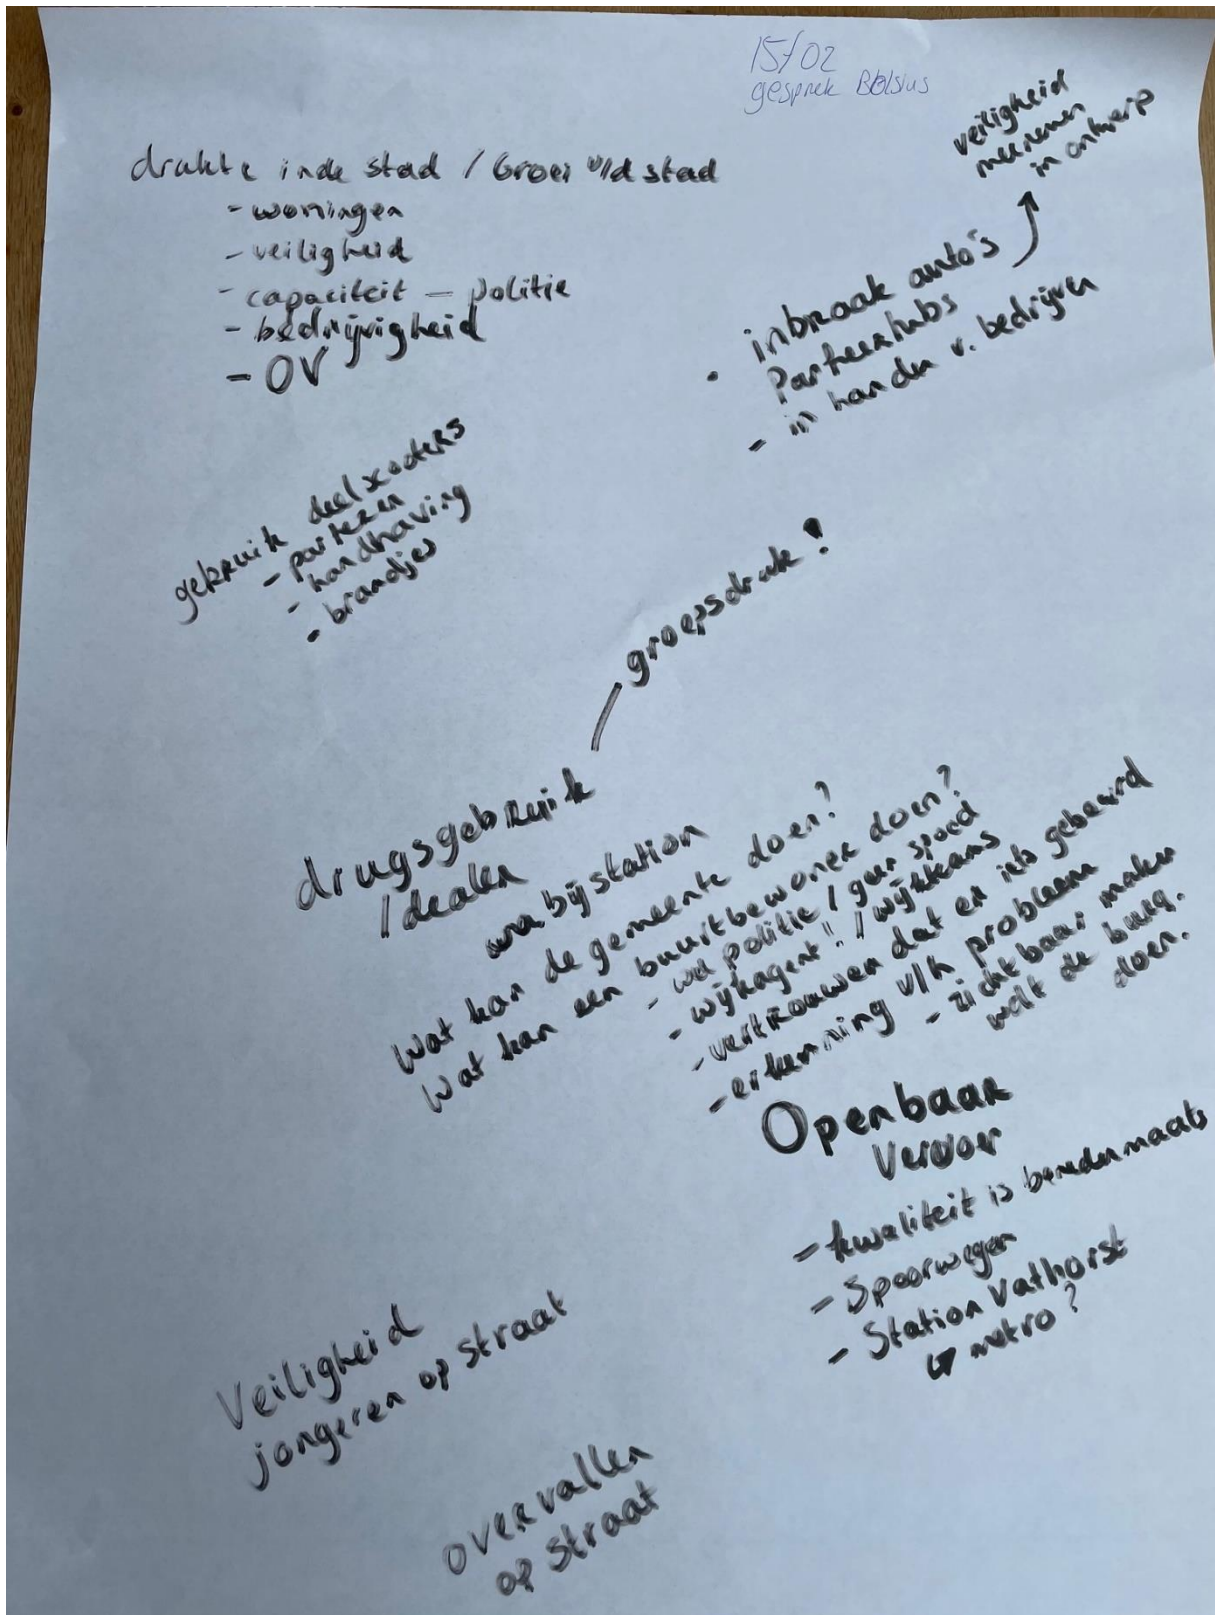 15/02
gesprek Bolsius
drukte in de stad / Groei v/d stad
- woningen
- veiligheid
- capaciteit - politie
- bedrijvigheid
- OV
veiligheid
meenemen
in ontwerp
• inbraak auto's
Parkeerhubs
- in handen v. bedrijven
gebruik deelscooters
- parkeren
- handhaving
- brandjes
groepsdruk!
drugsgebruik
/dealen
bij station
Wat kan de gemeente doen?
Wat kan een buurtbewoner doen?
- wel politie / geen spoed
- wijkagent!! / wijkteams
- vertrouwen dat er iets gebeurd
- erkenning v/h probleem
- zichtbaar maken
wat de burg.
doen.
Openbaar
Vervoer
- kwaliteit is benedenmaats
- Spoorwegen
- Station Vathorst
↳ metro?
Veiligheid
jongeren op straat
overvallen
op straat